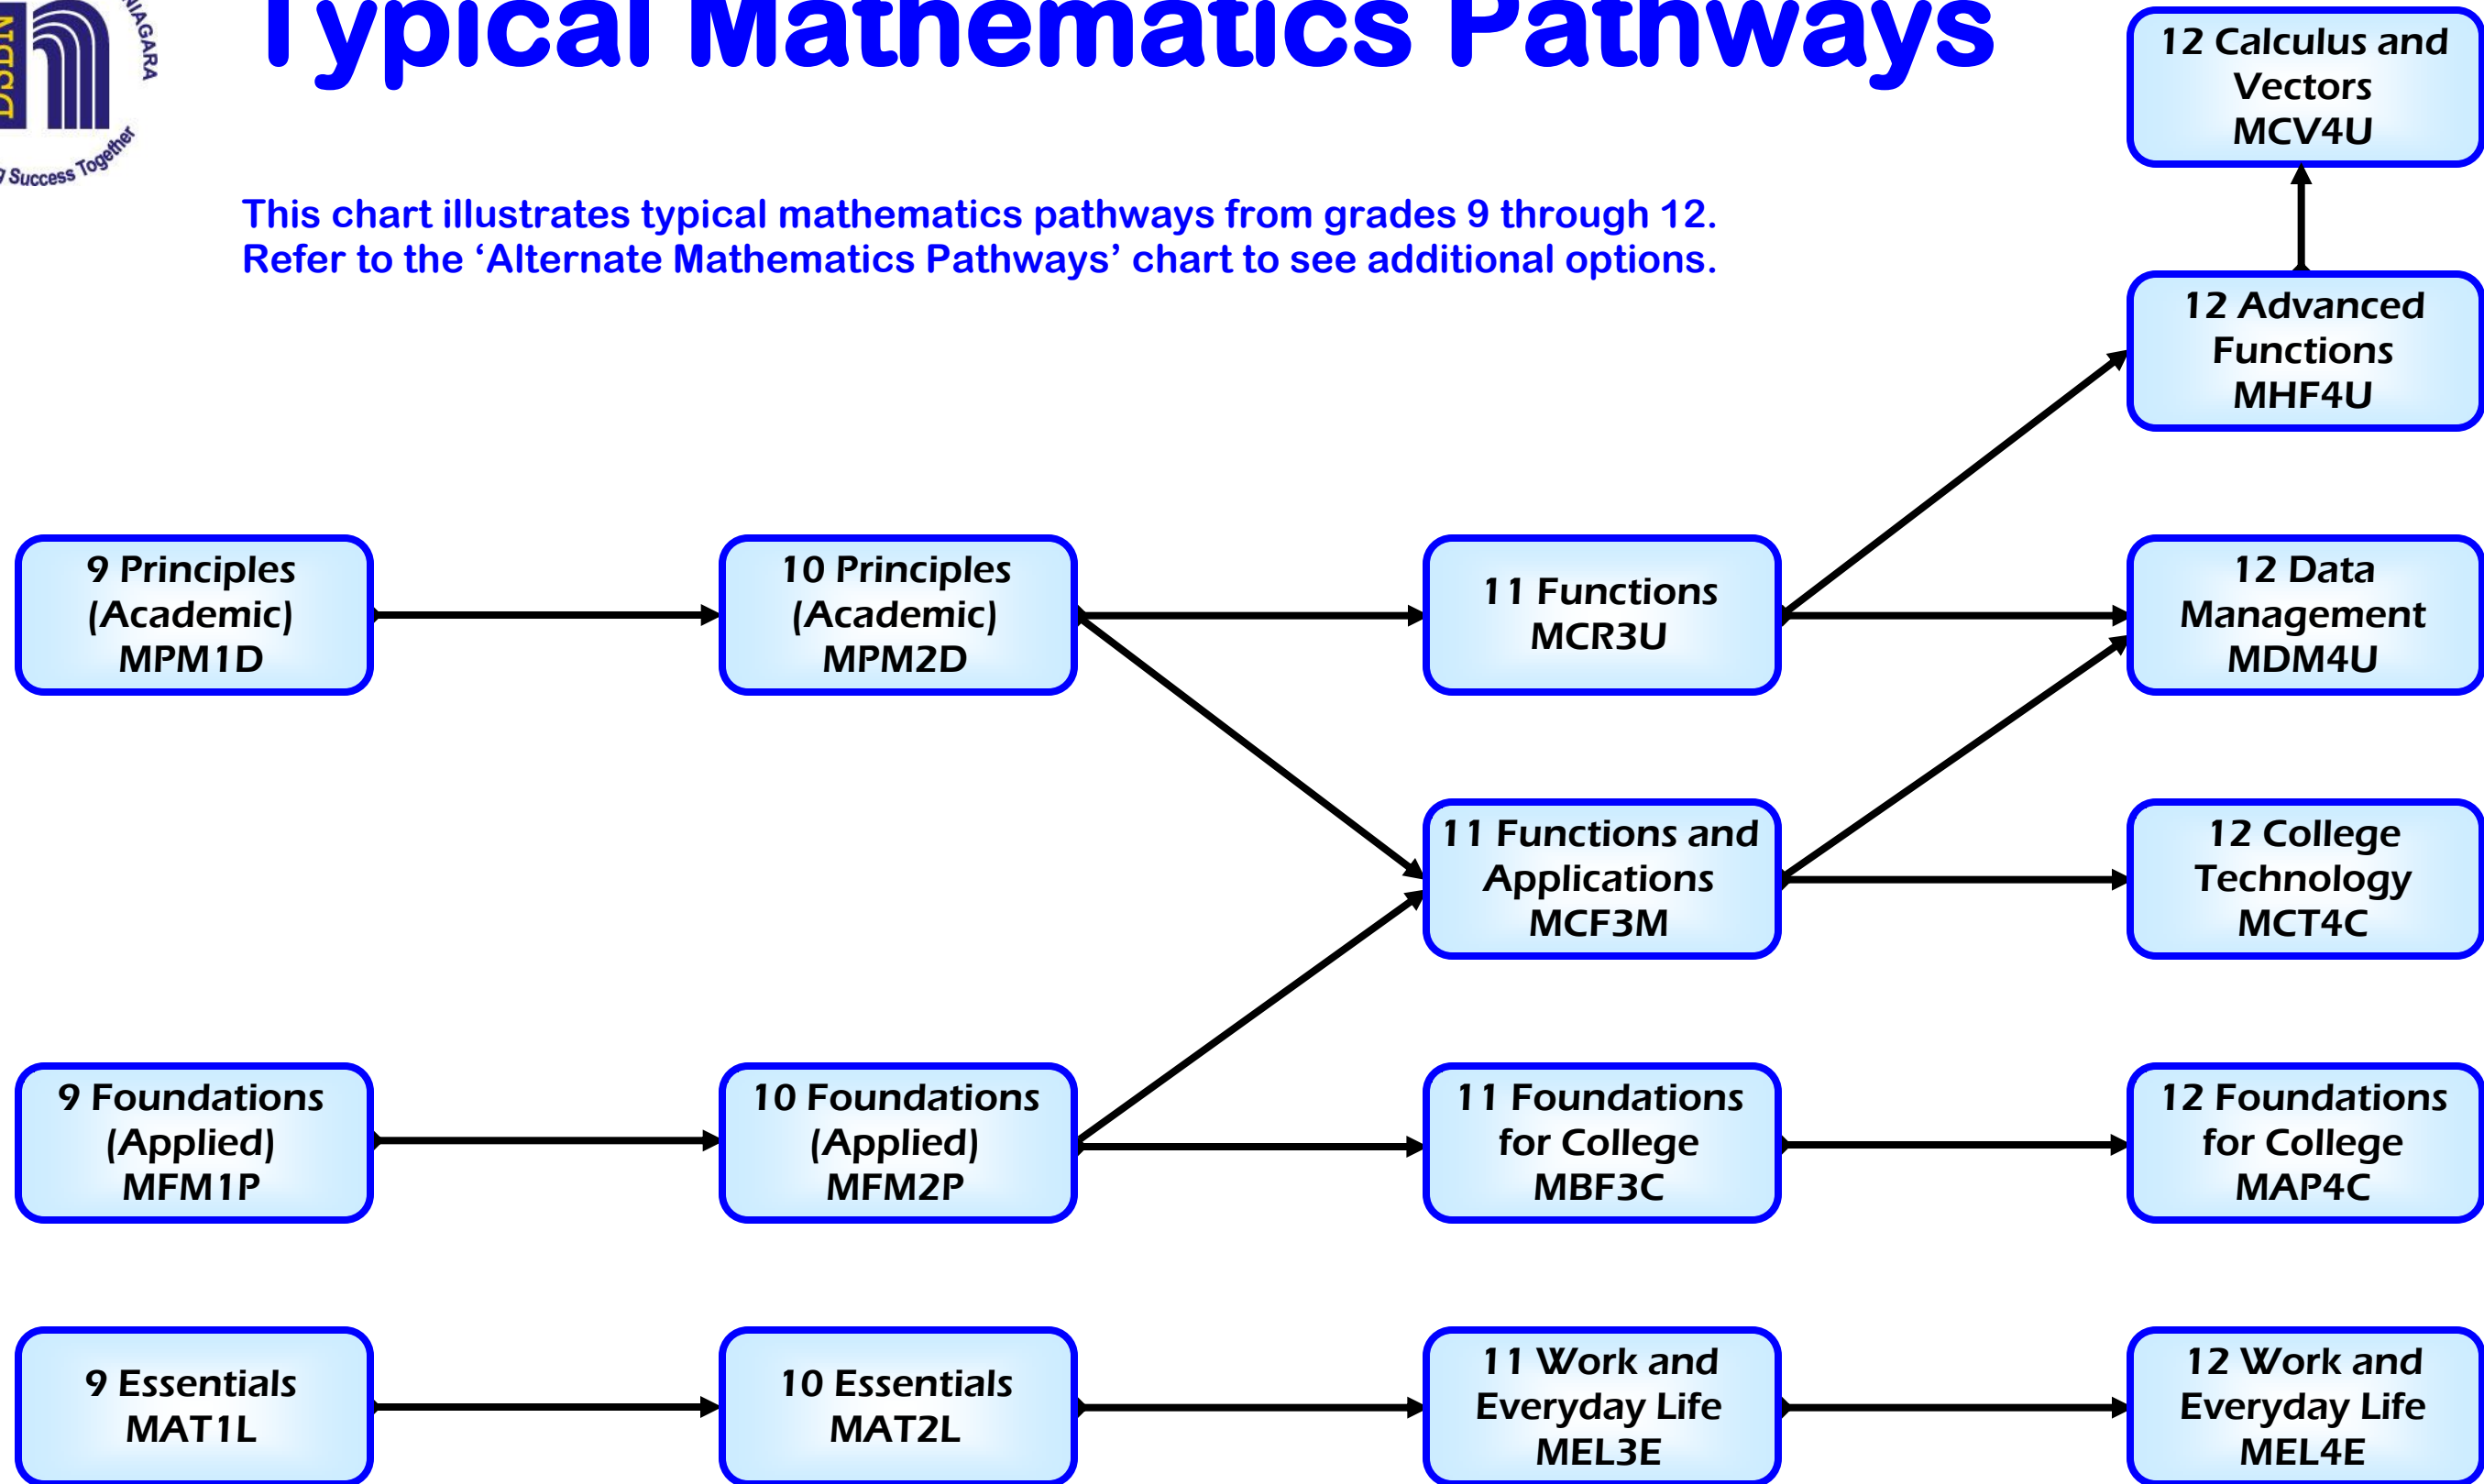 Typical Mathematics Pathways
DSBN
NIAGARA
Success Together
This chart illustrates typical mathematics pathways from grades 9 through 12.
Refer to the ‘Alternate Mathematics Pathways’ chart to see additional options.
12 Calculus and
Vectors
MCV4U
12 Advanced
Functions
MHF4U
9 Principles
(Academic)
MPM1D
10 Principles
(Academic)
MPM2D
11 Functions
MCR3U
12 Data
Management
MDM4U
11 Functions and
Applications
MCF3M
12 College
Technology
MCT4C
9 Foundations
(Applied)
MFM1P
10 Foundations
(Applied)
MFM2P
11 Foundations
for College
MBF3C
12 Foundations
for College
MAP4C
9 Essentials
MAT1L
10 Essentials
MAT2L
11 Work and
Everyday Life
MEL3E
12 Work and
Everyday Life
MEL4E